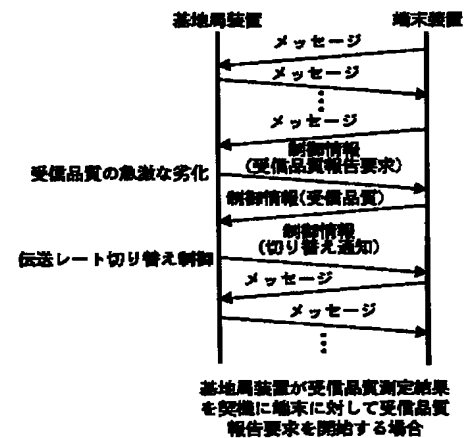 基地局装置
端末装置
メッセージ
メッセージ
メッセージ
制御情報
(受信品質報告要求)
受信品質の急激な劣化
制御情報(受信品質)
制御情報
(切り替え通知)
伝送レート切り替え制御
メッセージ
メッセージ
基地局装置が受信品質測定結果
を契機に端末に対して受信品質
報告要求を開始する場合